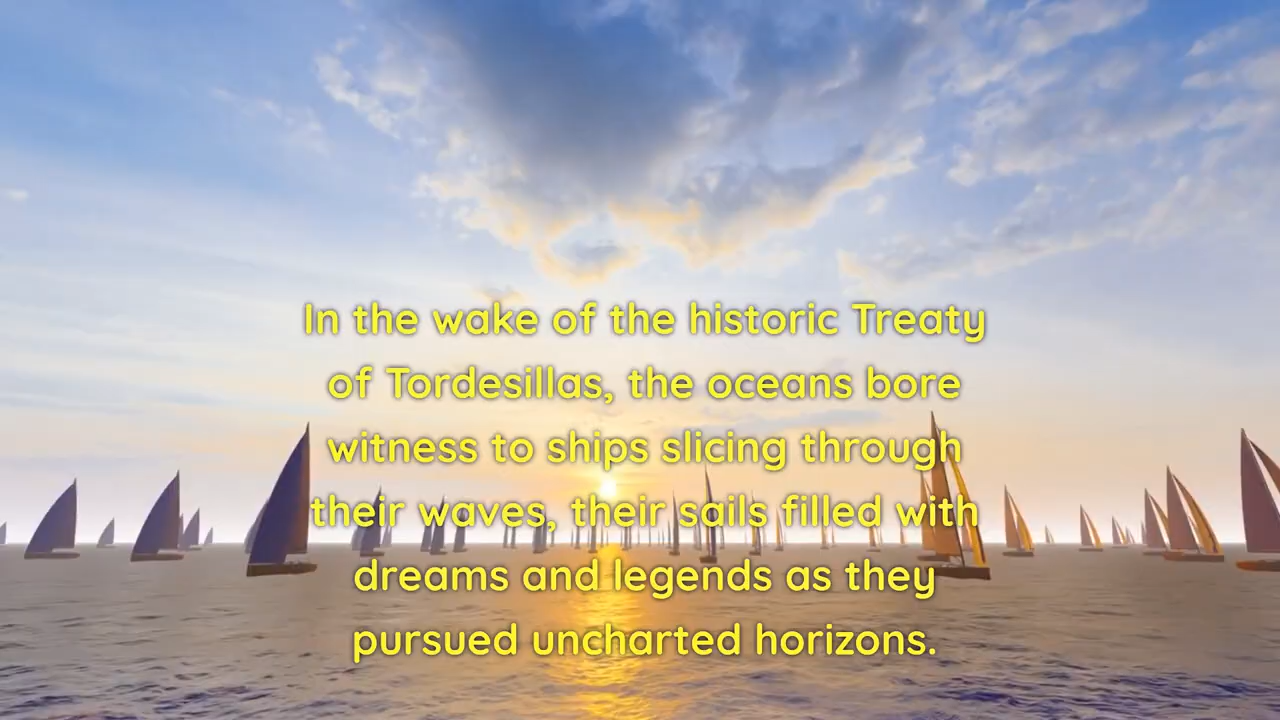 In the wake of the historic Treaty
of Tordesillas, the oceans bore
witness to ships slicing through
their waves, their sails filled with
dreams and legends as they
pursued uncharted horizons.